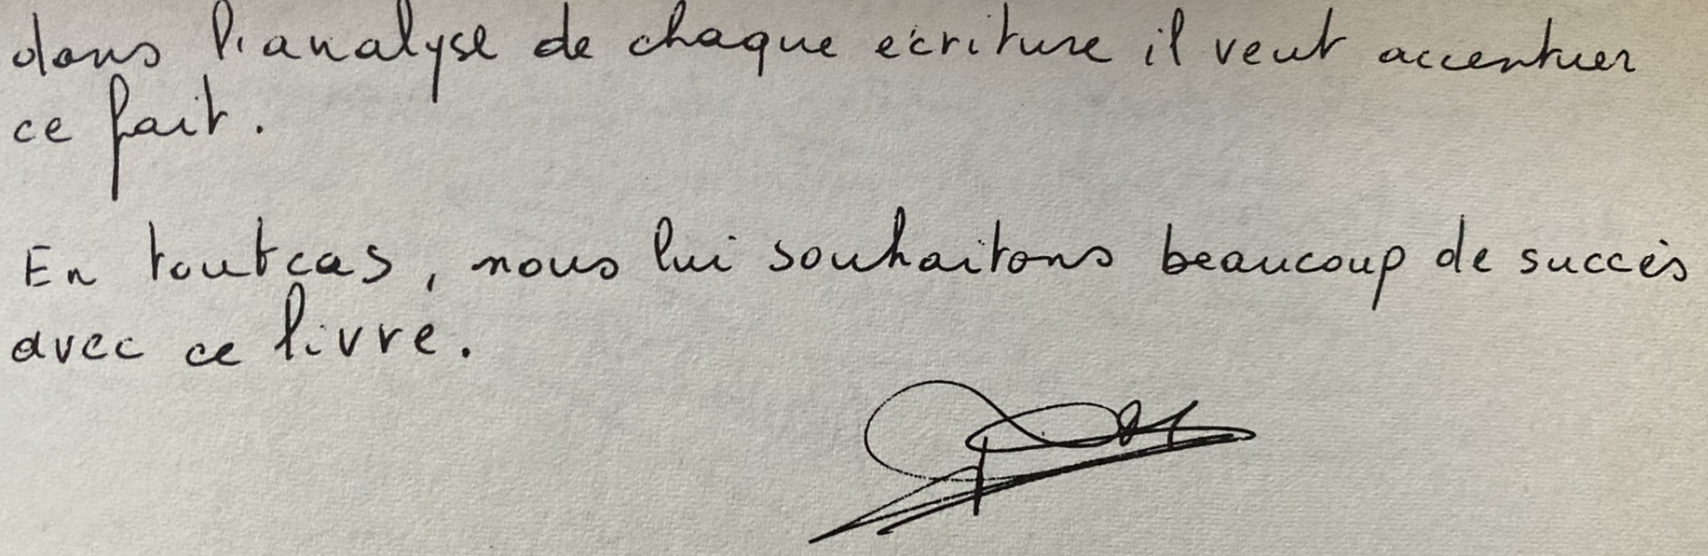 dans l'analyse de chaque écriture il veut accentuer
ce fait.
En tout cas, nous lui souhaitons beaucoup de succès
avec ce livre.